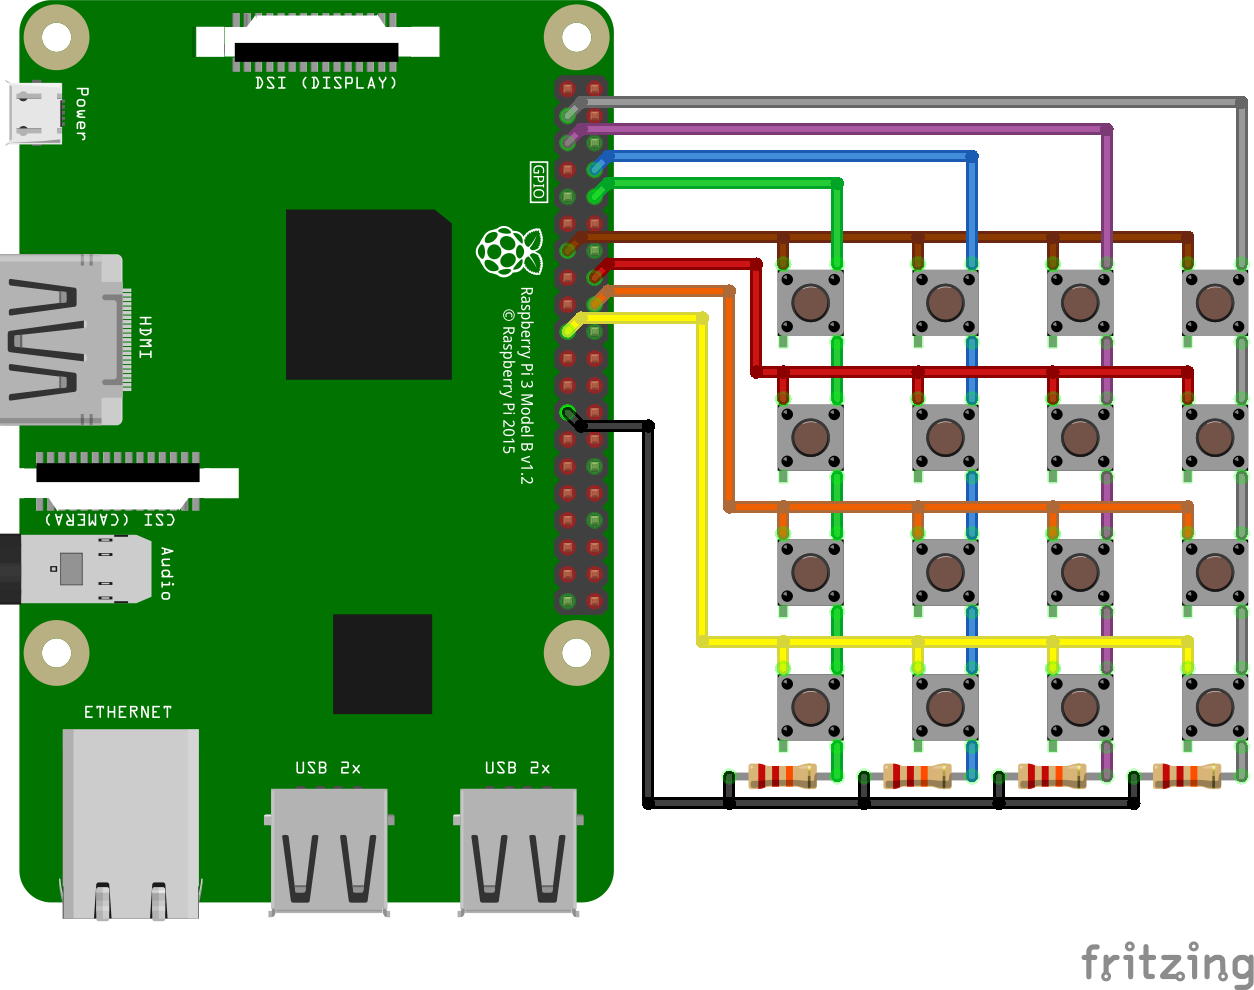 DSI (DISPLAY)
Power
GPIO
HDMI
Raspberry Pi 3 Model B v1.2
© Raspberry Pi 2015
CSI (CAMERA)
Audio
ETHERNET
USB 2x
USB 2x
fritzing